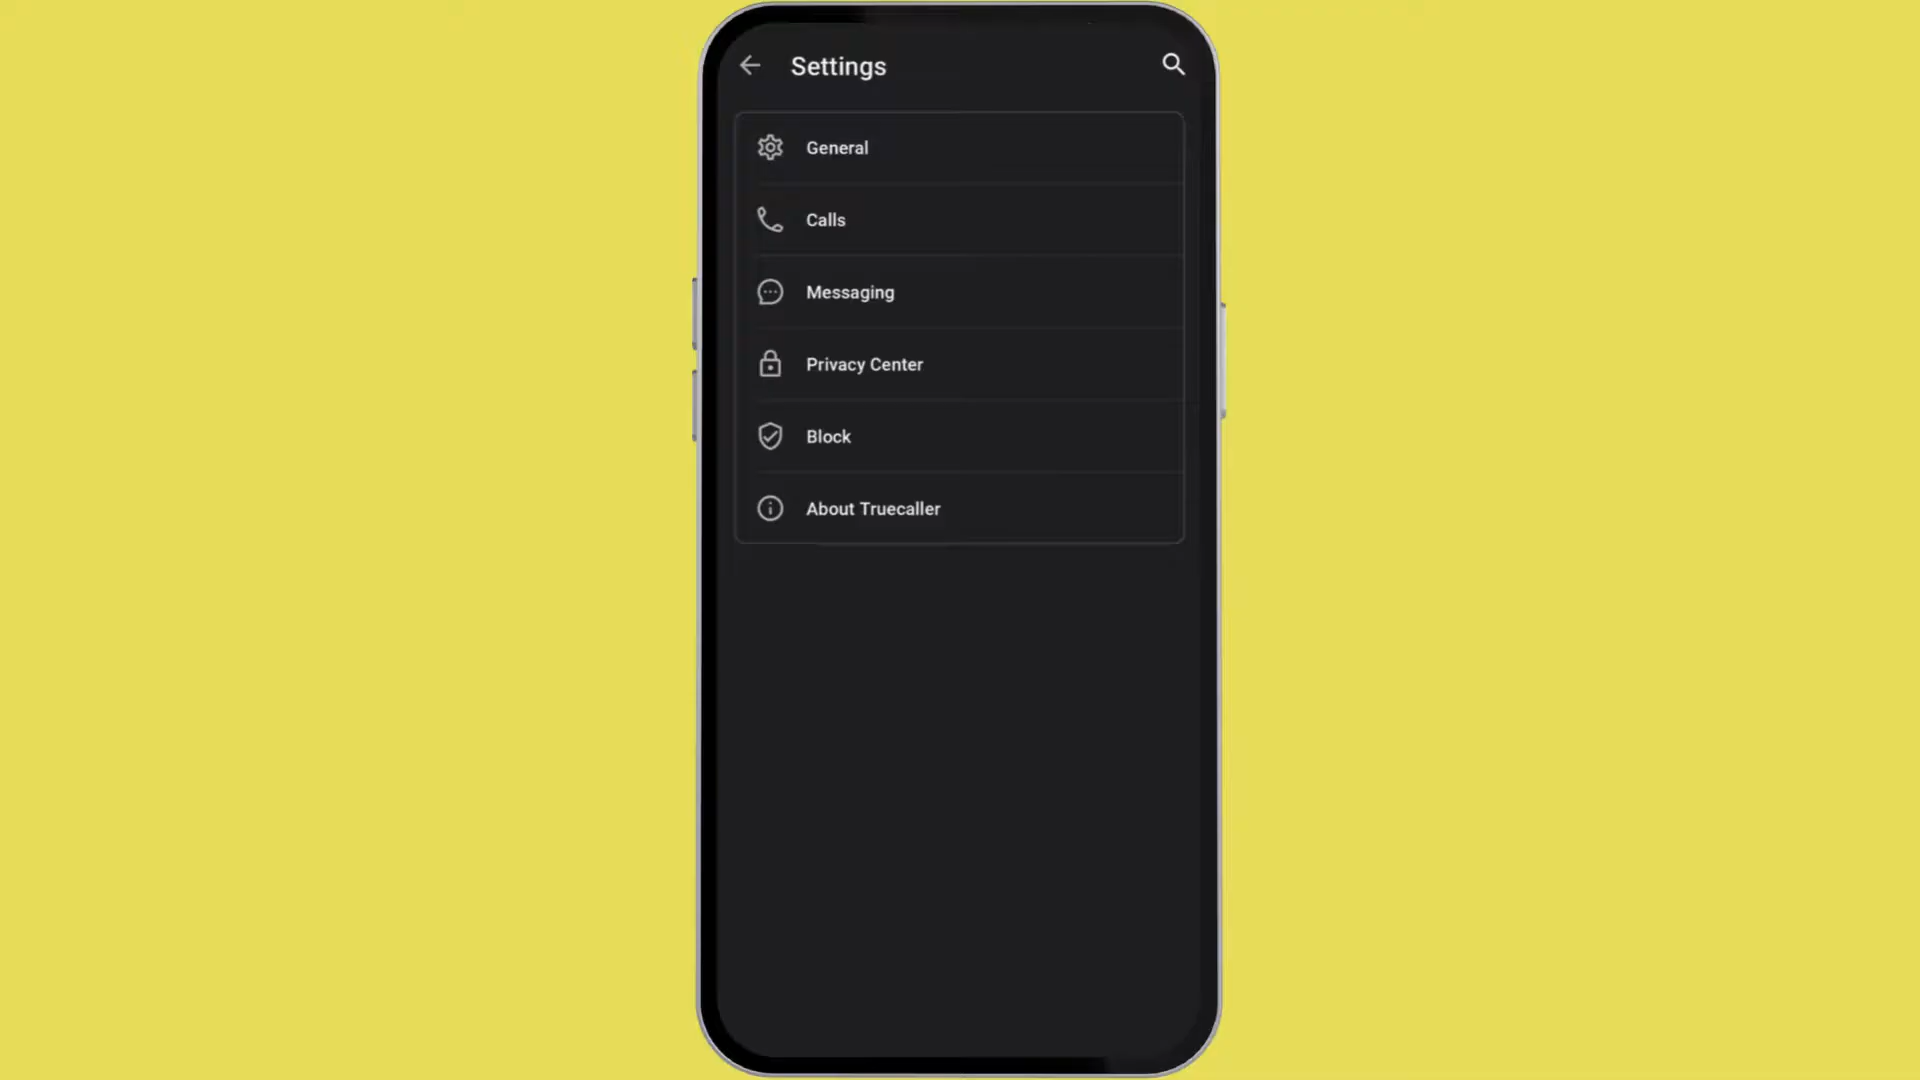 Settings
General
Calls
Messaging
Privacy Center
Block
About Truecaller